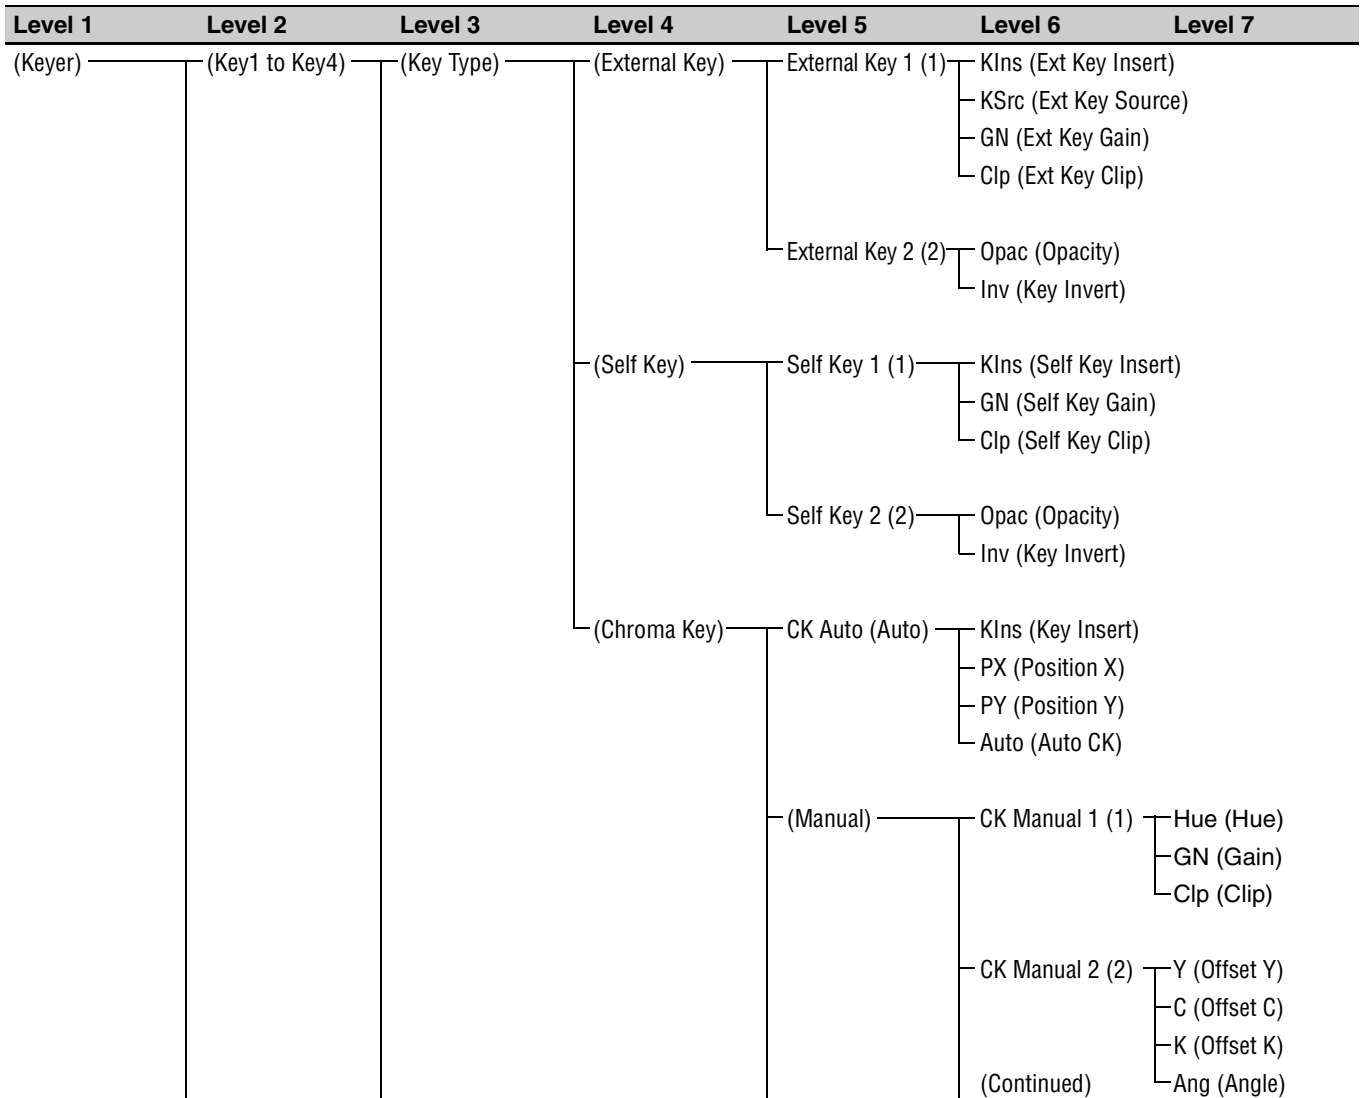 Level 1 Level 2 Level 3 Level 4 Level 5 Level 6 Level 7
(Keyer) (Key1 to Key4) (Key Type) (External Key) External Key 1 (1) KIns (Ext Key Insert)
KSrc (Ext Key Source)
GN (Ext Key Gain)
Clp (Ext Key Clip)
External Key 2 (2) Opac (Opacity)
Inv (Key Invert)
(Self Key) Self Key 1 (1) KIns (Self Key Insert)
GN (Self Key Gain)
Clp (Self Key Clip)
Self Key 2 (2) Opac (Opacity)
Inv (Key Invert)
(Chroma Key) CK Auto (Auto) KIns (Key Insert)
PX (Position X)
PY (Position Y)
Auto (Auto CK)
(Manual) CK Manual 1 (1) Hue (Hue)
GN (Gain)
Clp (Clip)
CK Manual 2 (2) Y (Offset Y)
C (Offset C)
K (Offset K)
(Continued) Ang (Angle)